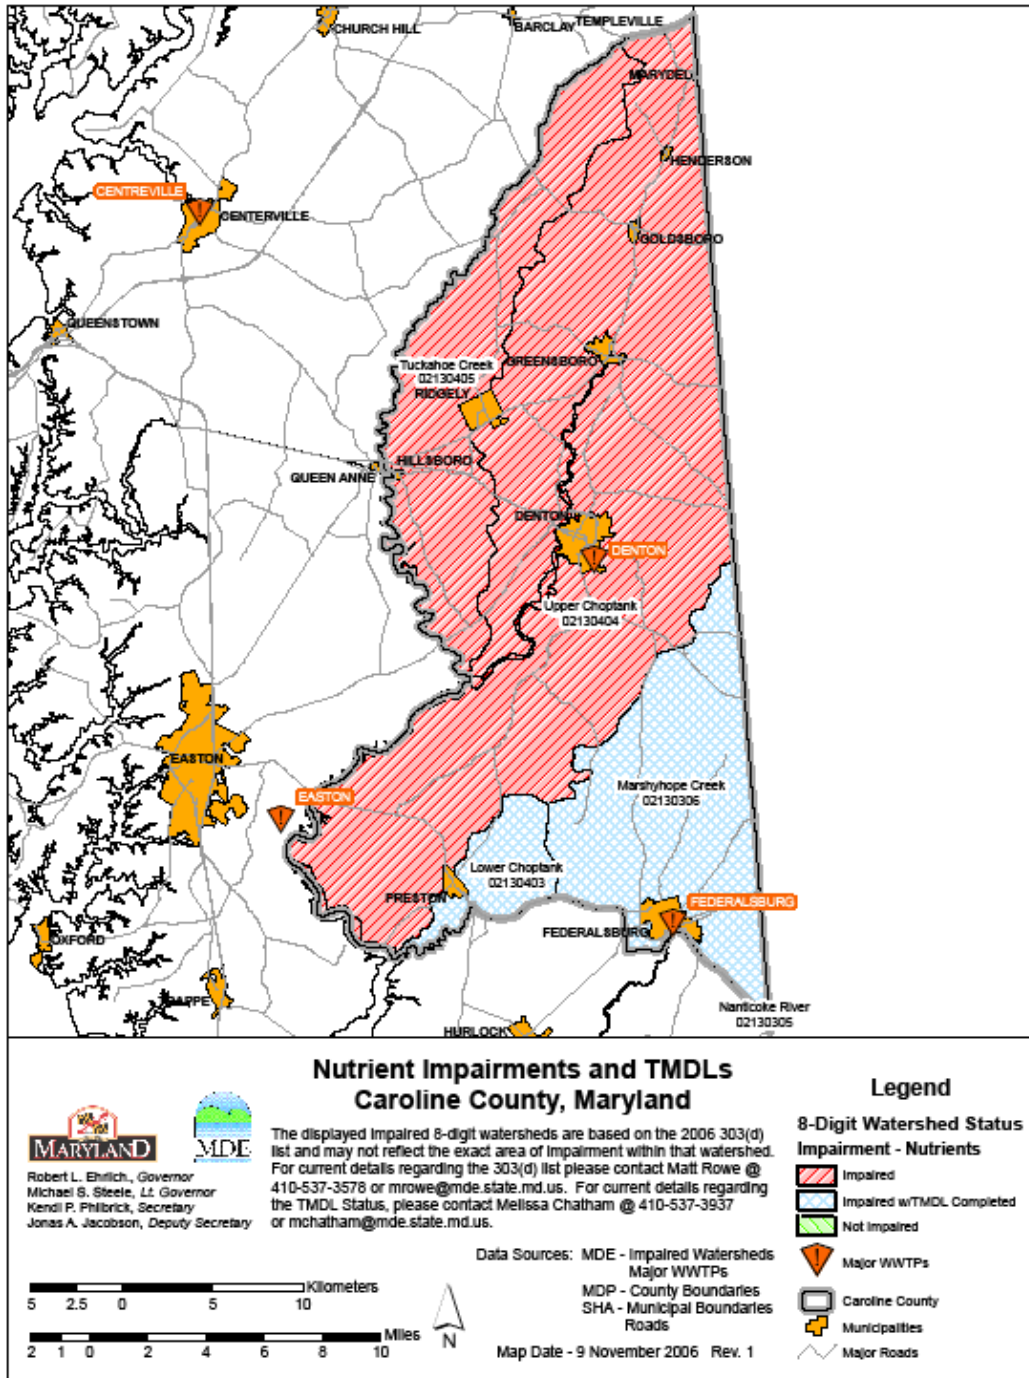 CHURCH HILL
BARCLAY
TEMPLEVILLE
MARYDEL
HENDERSON
CENTREVILLE
CENTERVILLE
GOLDSBORO
QUEENSTOWN
GREENSBORO
Tuckahoe Creek
02130405
RIDGELY
HILLSBORO
QUEEN ANNE
DENTON
DENTON
Upper Choptank
02130404
EASTON
EASTON
Marshyhope Creek
02130306
Lower Choptank
02130403
PRESTON
FEDERALSBURG
FEDERALSBURG
OXFORD
TRAPPE
Nanticoke River
02130305
HURLOCK
Nutrient Impairments and TMDLs
Caroline County, Maryland
MARYLAND
MDE
Robert L. Ehrlich, Governor
Michael S. Steele, Lt. Governor
Kendl P. Philbrick, Secretary
Jonas A. Jacobson, Deputy Secretary
The displayed impaired 8-digit watersheds are based on the 2006 303(d)
list and may not reflect the exact area of impairment within that watershed.
For current details regarding the 303(d) list please contact Matt Rowe @
410-537-3578 or mrowe@mde.state.md.us. For current details regarding
the TMDL Status, please contact Melissa Chatham @ 410-537-3937
or mchatham@mde.state.md.us.
Data Sources: MDE - Impaired Watersheds
Major WWTPs
MDP - County Boundaries
SHA - Municipal Boundaries
Roads
Map Date - 9 November 2006 Rev. 1
Kilometers
5 2.5 0 5 10
Miles
2 1 0 2 4 6 8 10
N
Legend
8-Digit Watershed Status
Impairment - Nutrients
Impaired
Impaired w/TMDL Completed
Not Impaired
Major WWTPs
Caroline County
Municipalities
Major Roads